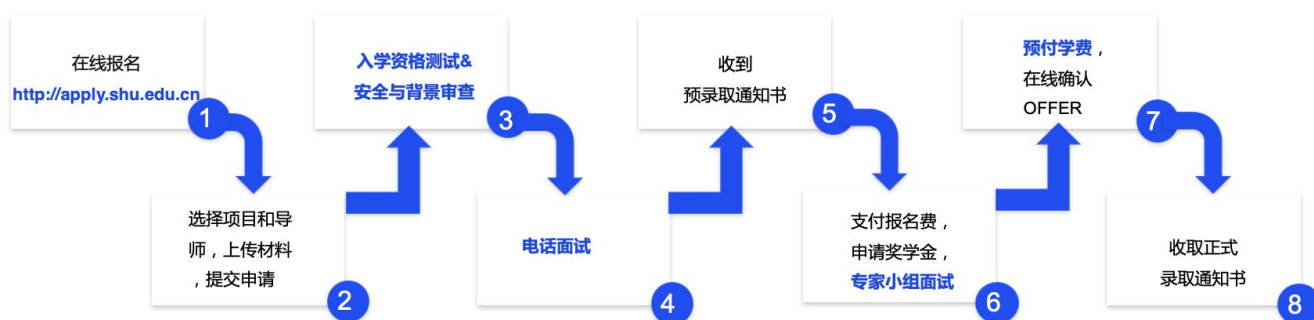 在线报名
http://apply.shu.edu.cn
1
选择项目和导
师，上传材料
，提交申请
2
入学资格测试&
安全与背景审查
3
电话面试
4
收到
预录取通知书
5
支付报名费，
申请奖学金，
专家小组面试
6
预付学费，
在线确认
OFFER
7
收取正式
录取通知书
8